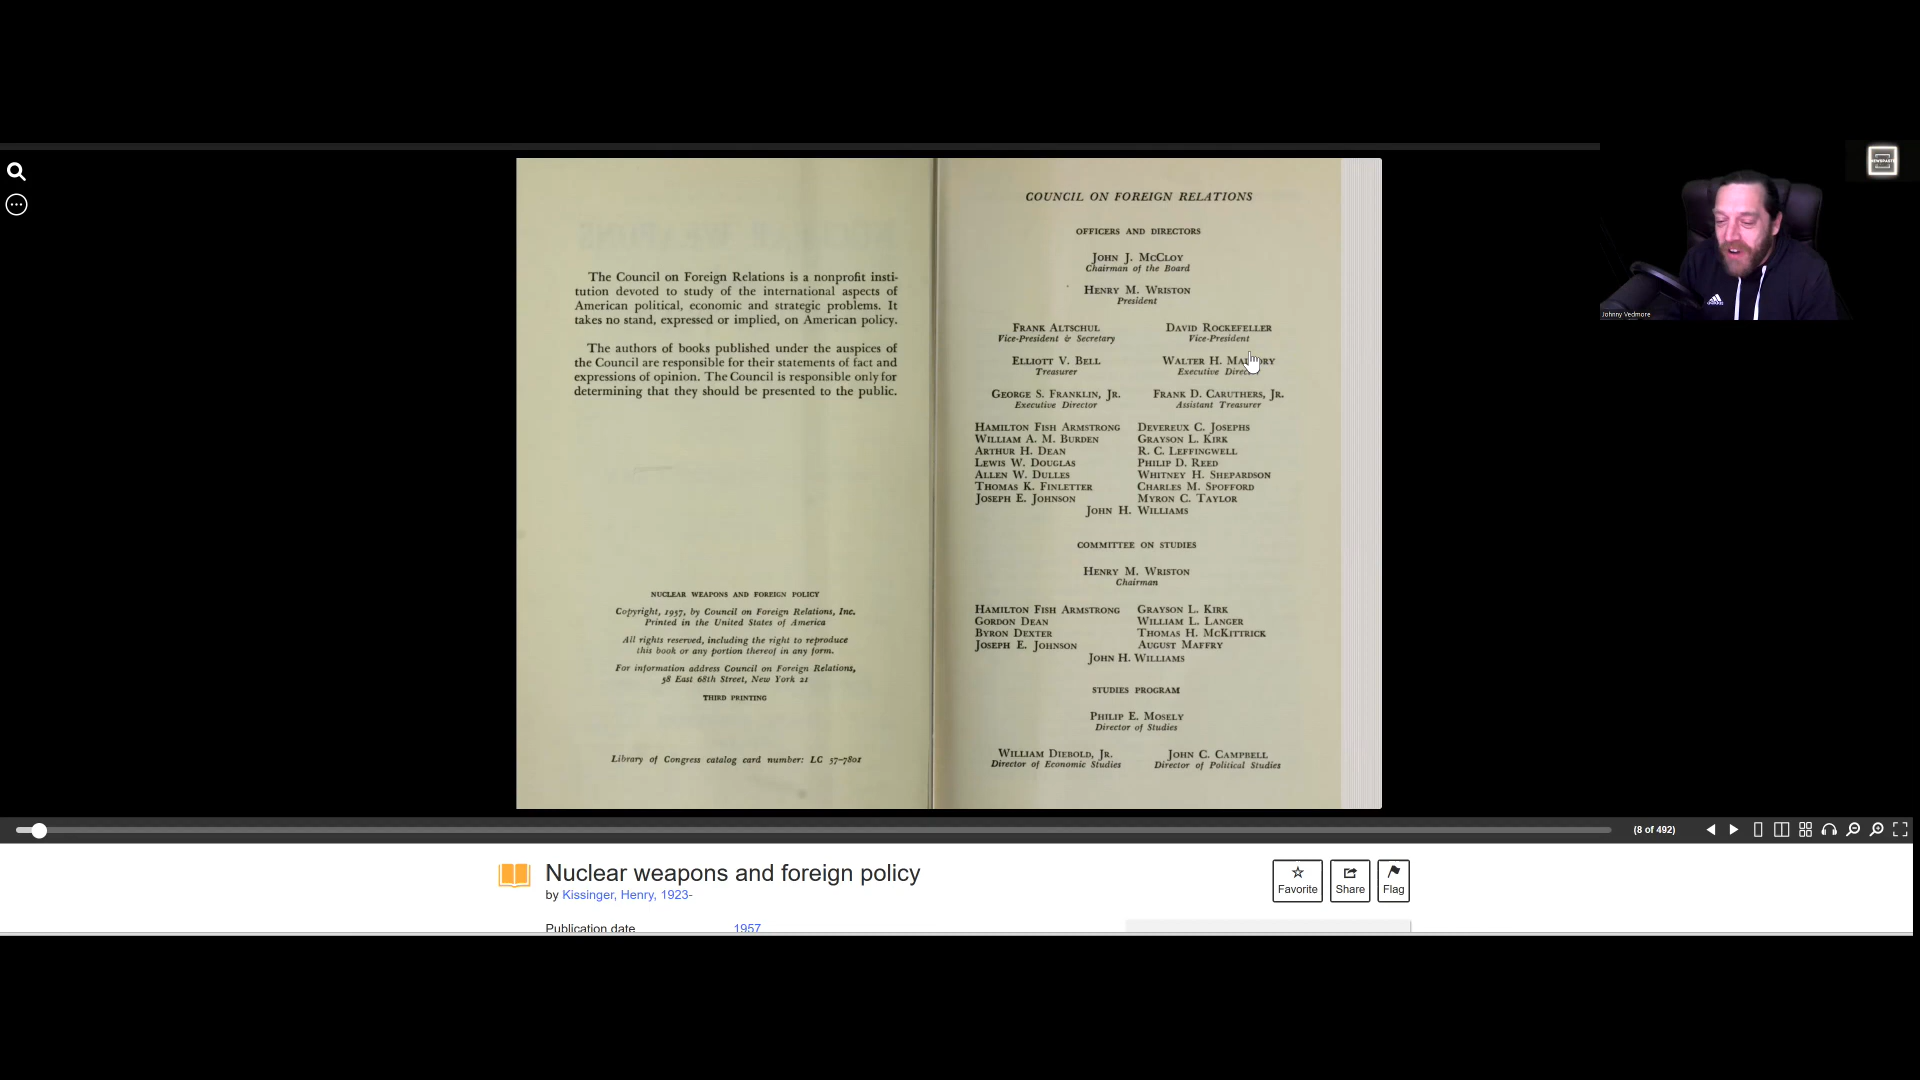 The Council on Foreign Relations is a nonprofit insti-
tution devoted to study of the international aspects of
American political, economic and strategic problems. It
takes no stand, expressed or implied, on American policy.
The authors of books published under the auspices of
the Council are responsible for their statements of fact and
expressions of opinion. The Council is responsible only for
determining that they should be presented to the public.
NUCLEAR WEAPONS AND FOREIGN POLICY
Copyright, 1957, by Council on Foreign Relations, Inc.
Printed in the United States of America
All rights reserved, including the right to reproduce
this book or any portion thereof in any form.
For information address Council on Foreign Relations,
58 East 68th Street, New York 21
THIRD PRINTING
Library of Congress catalog card number: LC 57-7801
COUNCIL ON FOREIGN RELATIONS
OFFICERS AND DIRECTORS
JOHN J. MCCLOY
Chairman of the Board
HENRY M. WRISTON
President
FRANK ALTSCHUL DAVID ROCKEFELLER
Vice-President & Secretary Vice-President
ELLIOTT V. BELL WALTER H.
Treasurer Executive
GEORGE S. FRANKLIN, JR. FRANK D. CARUTHERS, JR.
Executive Director Assistant Treasurer
HAMILTON FISH ARMSTRONG DEVEREUX C. JOSEPHS
WILLIAM A. M. BURDEN GRAYSON L. KIRK
ARTHUR H. DEAN R. C. LEFFINGWELL
LEWIS W. DOUGLAS PHILIP D. REED
ALLEN W. DULLES WHITNEY H. SHEPARDSON
THOMAS K. FINLETTER CHARLES M. SPOFFORD
JOSEPH E. JOHNSON MYRON C. TAYLOR
JOHN H. WILLIAMS
COMMITTEE ON STUDIES
HENRY M. WRISTON
Chairman
HAMILTON FISH ARMSTRONG GRAYSON L. KIRK
GORDON DEAN WILLIAM L. LANGER
BYRON DEXTER THOMAS H. MCKITTRICK
JOSEPH E. JOHNSON AUGUST MAFFRY
JOHN H. WILLIAMS
STUDIES PROGRAM
PHILIP E. MOSELY
Director of Studies
WILLIAM DIEBOLD, JR. JOHN C. CAMPBELL
Director of Economic Studies Director of Political Studies
Johnny Vedmore
(8 of 492)
Nuclear weapons and foreign policy
by Kissinger, Henry, 1923-
Favorite Share Flag
Publication date 1957